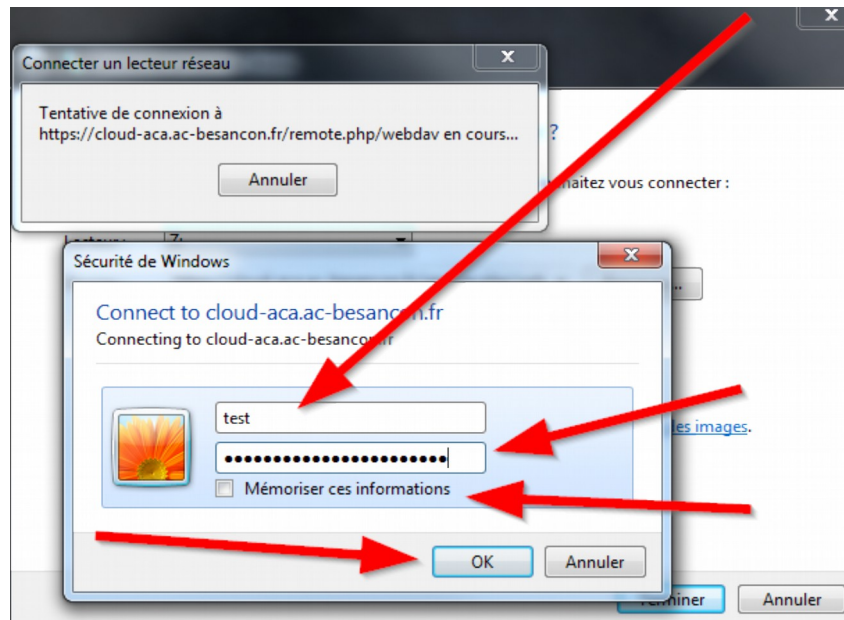 Connecter un lecteur réseau
Tentative de connexion à
https://cloud-aca.ac-besancon.fr/remote.php/webdav en cours...
?
Annuler
vous connecter :
Z:
Sécurité de Windows
Connect to cloud-aca.ac-besancon.fr
Connecting to cloud-aca.ac-besancon.fr
test
les images.
●●●●●●●●●●●●●●●●●●●●●●●
Mémoriser ces informations
OK Annuler
Annuler